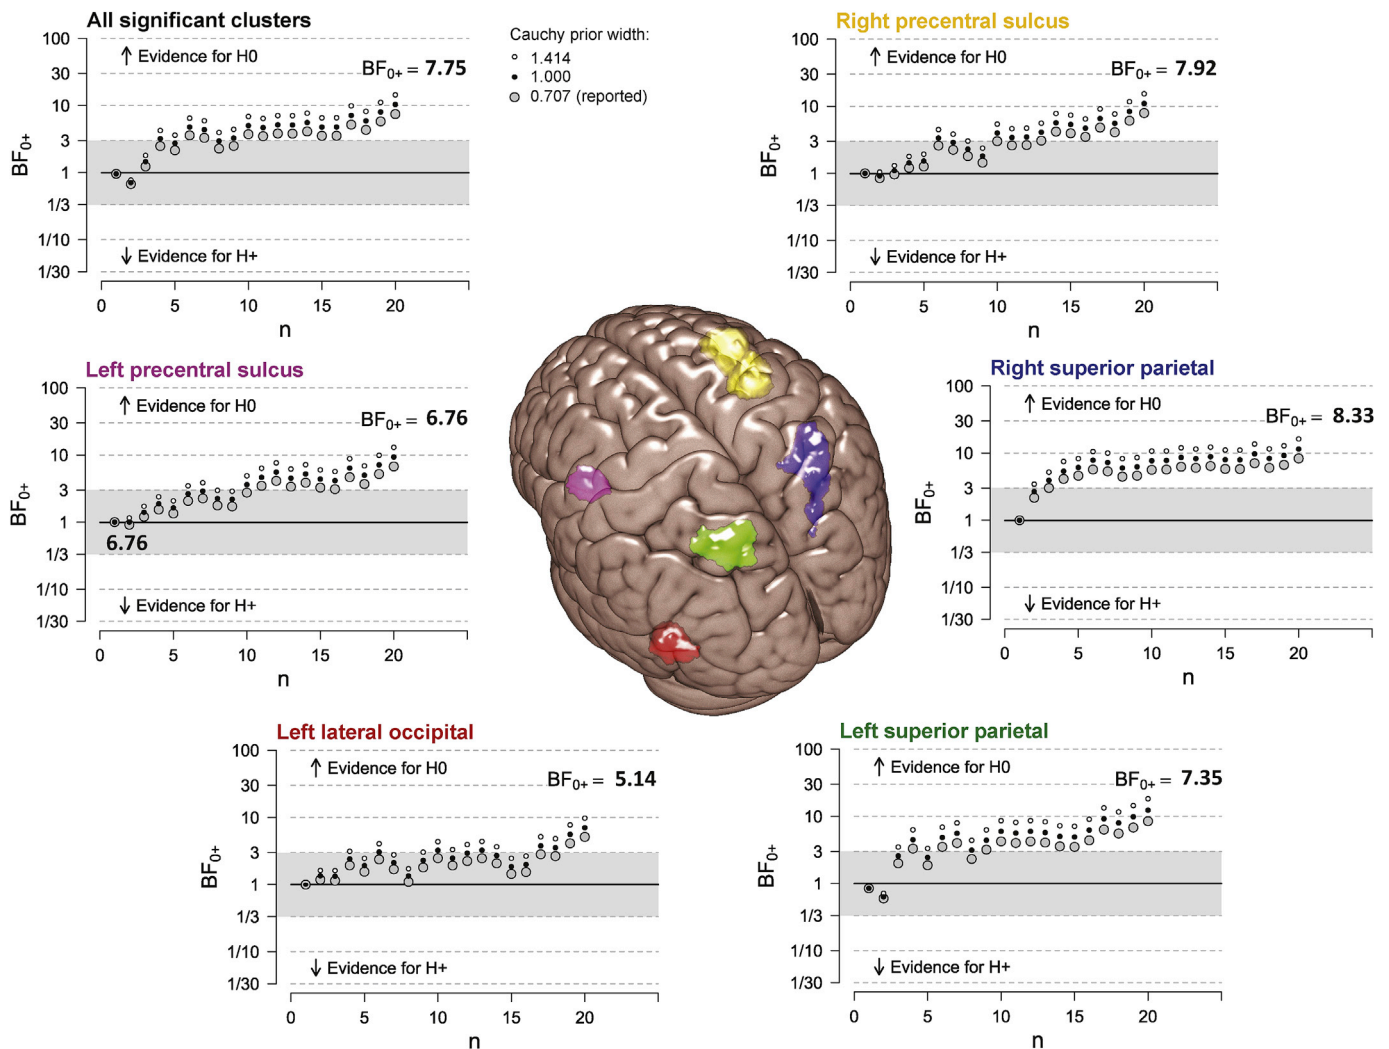 All significant clusters
100
30
10
3
1
1/3
1/10
1/30
BF0+
↑ Evidence for H0
BF0+ = 7.75
↓ Evidence for H+
0 5 10 15 20
n
Cauchy prior width:
1.414
1.000
0.707 (reported)
Right precentral sulcus
100
30
10
3
1
1/3
1/10
1/30
BF0+
↑ Evidence for H0
BF0+ = 7.92
↓ Evidence for H+
0 5 10 15 20
n
Left precentral sulcus
100
30
10
3
1
1/3
1/10
1/30
BF0+
↑ Evidence for H0
BF0+ = 6.76
6.76
↓ Evidence for H+
0 5 10 15 20
n
Right superior parietal
100
30
10
3
1
1/3
1/10
1/30
BF0+
↑ Evidence for H0
BF0+ = 8.33
↓ Evidence for H+
0 5 10 15 20
n
Left lateral occipital
100
30
10
3
1
1/3
1/10
1/30
BF0+
↑ Evidence for H0
BF0+ = 5.14
↓ Evidence for H+
0 5 10 15 20
n
Left superior parietal
100
30
10
3
1
1/3
1/10
1/30
BF0+
↑ Evidence for H0
BF0+ = 7.35
↓ Evidence for H+
0 5 10 15 20
n